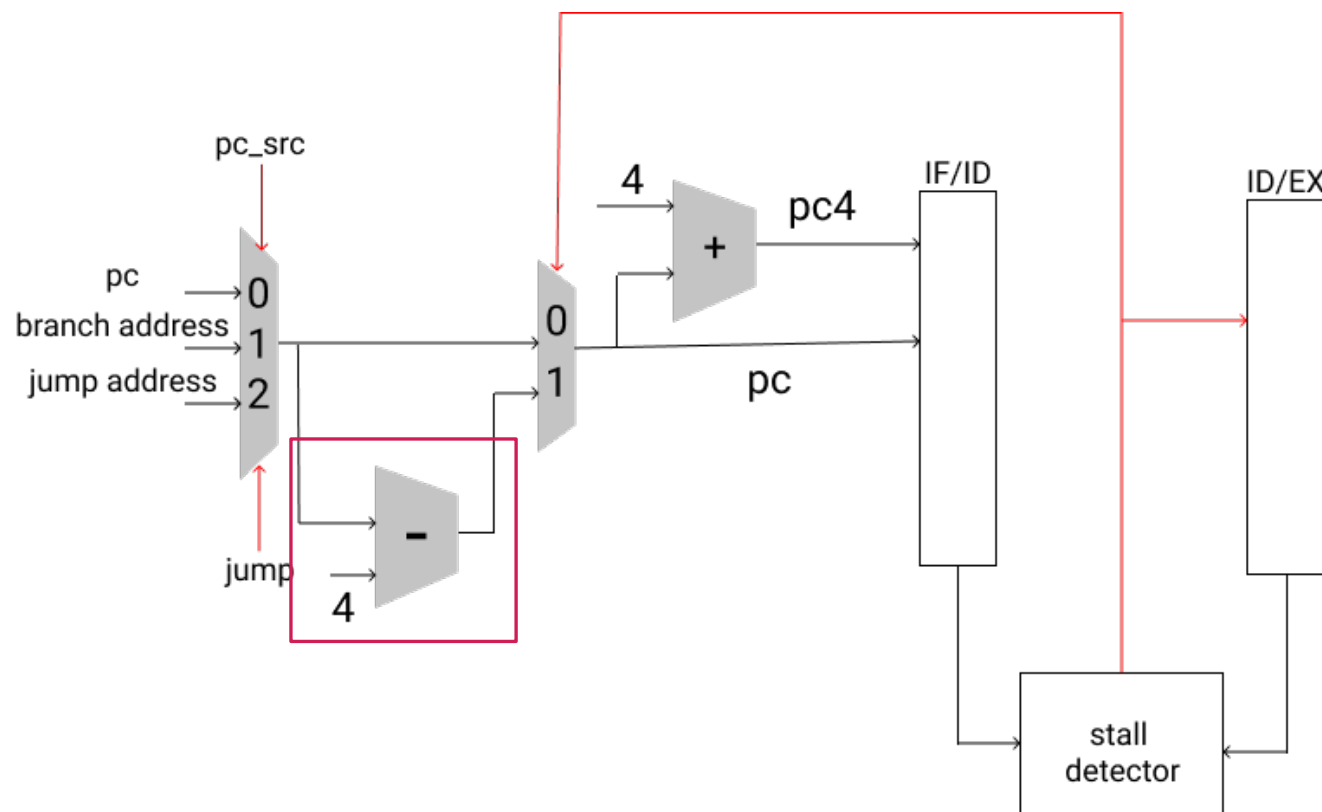 pc_src
pc
branch address
jump address
0
1
2
jump
-
4
0
1
4
+
pc4
pc
IF/ID
ID/EX
stall
detector